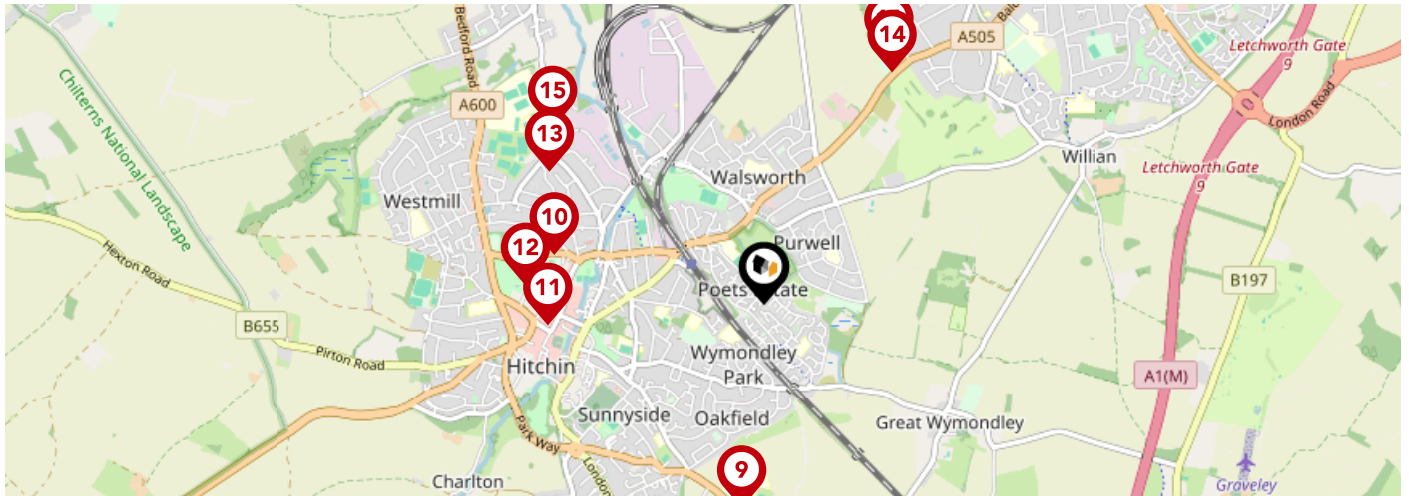 Bedford Road
14
A505
Letchworth Gate
9
Chilterns National Landscape
15
A600
London Road
13
Willian
Letchworth Gate
9
Walsworth
Westmill
10
12
Purwell
Hexton Road
11
Poets
B197
B655
Pirton Road
Wymondley
Park
Hitchin
A1(M)
Sunnyside
Oakfield
Great Wymondley
Park Way
9
London
Charlton
Graveley